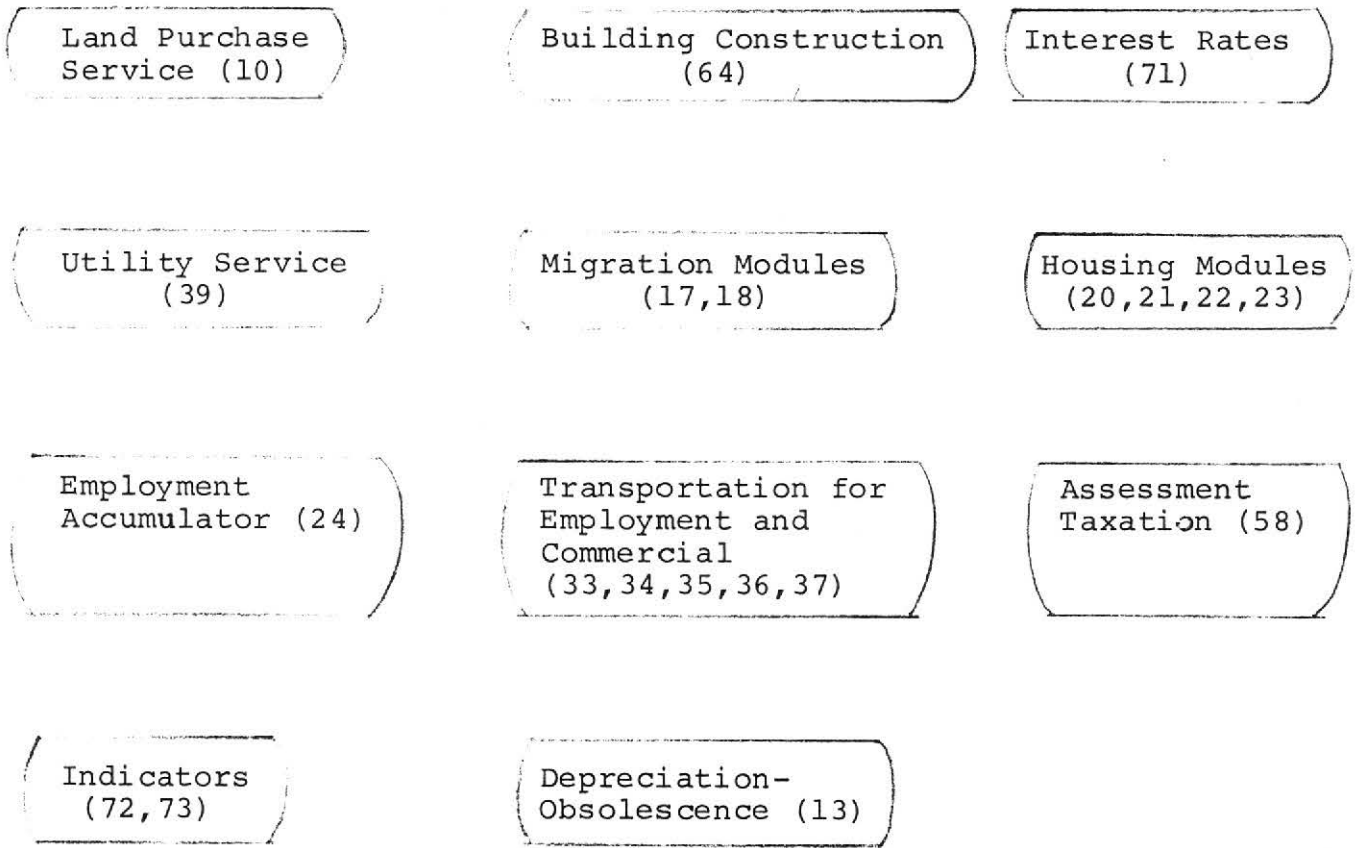 Land Purchase
Service (10)
Building Construction
(64)
Interest Rates
(71)
Utility Service
(39)
Migration Modules
(17,18)
Housing Modules
(20,21,22,23)
Employment
Accumulator (24)
Transportation for
Employment and
Commercial
(33,34,35,36,37)
Assessment
Taxation (58)
Indicators
(72,73)
Depreciation-
Obsolescence (13)